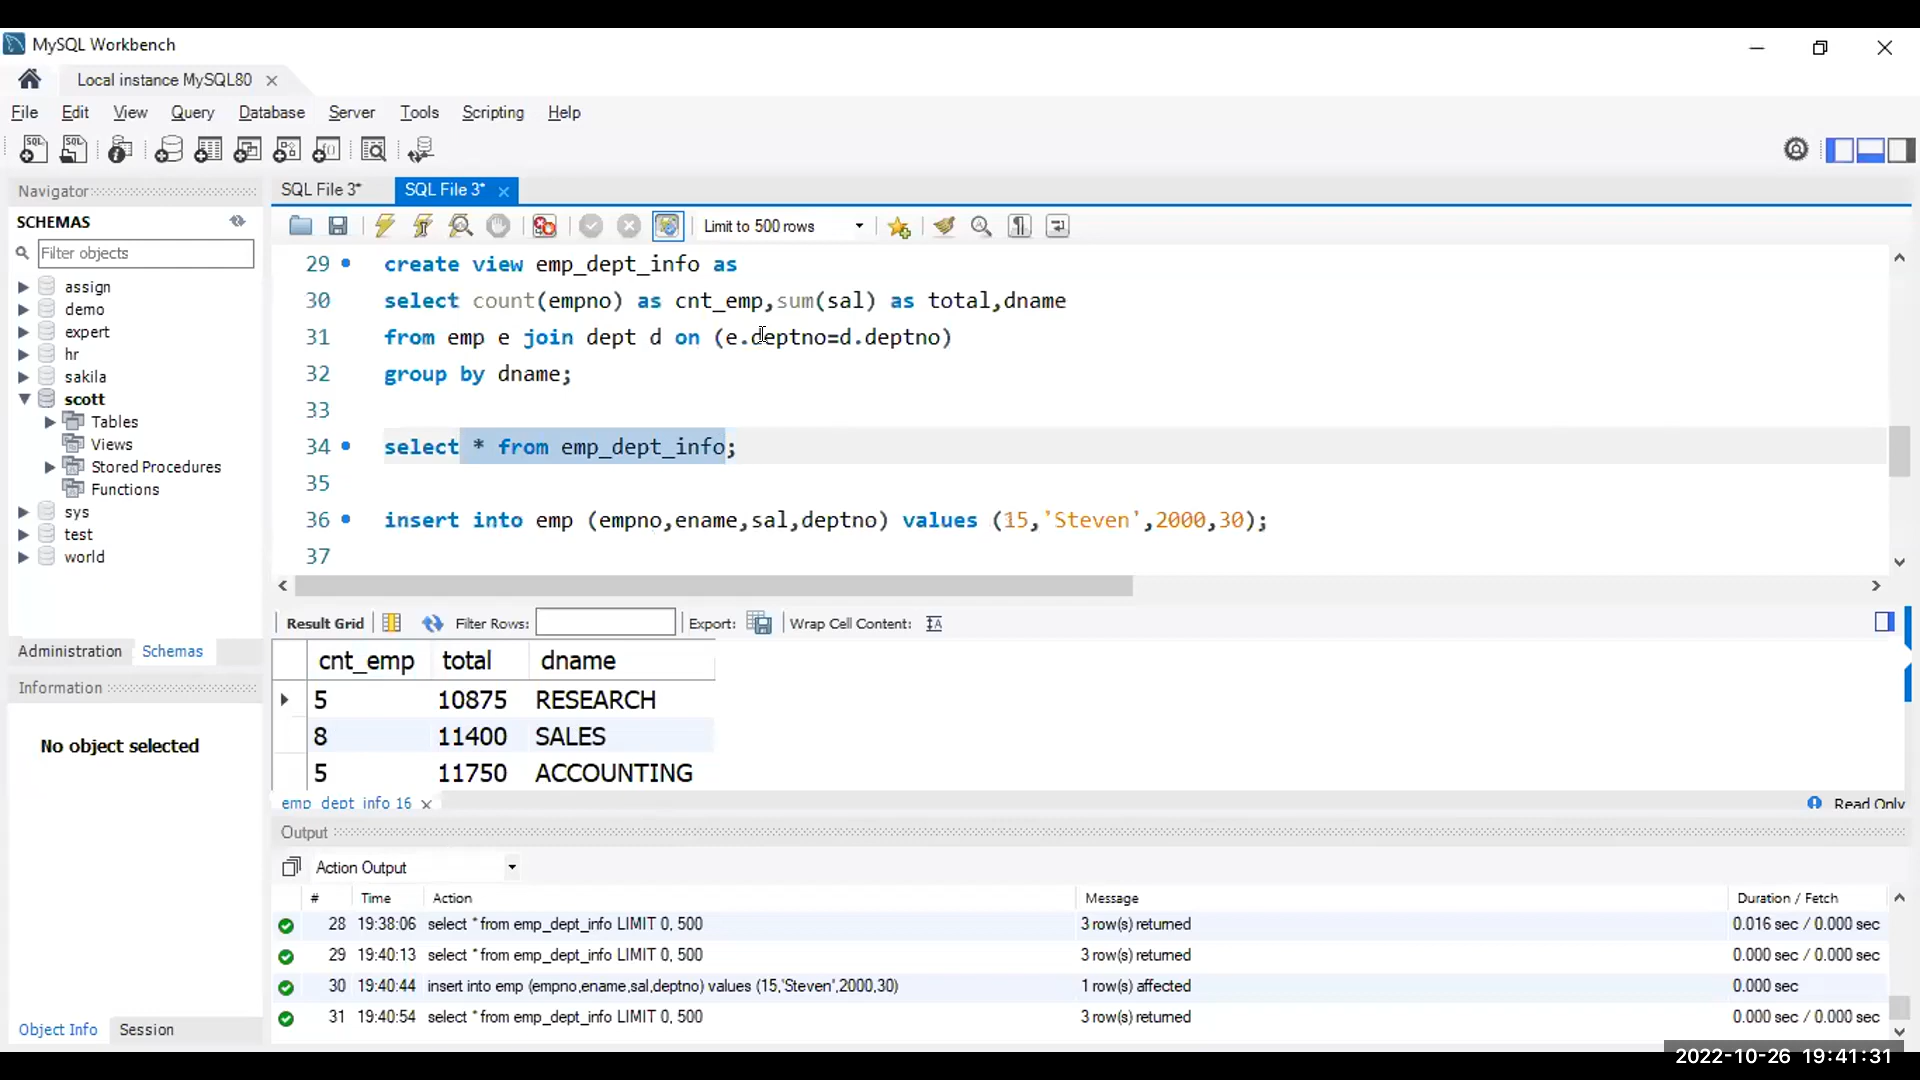 MySQL Workbench
Local instance MySQL80
File Edit View Query Database Server Tools Scripting Help
Navigator
SCHEMAS
Filter objects
assign
demo
expert
hr
sakila
scott
Tables
Views
Stored Procedures
Functions
sys
test
world
Administration Schemas
Information
No object selected
Object Info Session
SQL File 3* SQL File 3*
Limit to 500 rows
29 create view emp_dept_info as
30 select count(empno) as cnt_emp,sum(sal) as total,dname
31 from emp e join dept d on (e.deptno=d.deptno)
32 group by dname;
33
34 select * from emp_dept_info;
35
36 insert into emp (empno,ename,sal,deptno) values (15,'Steven',2000,30);
37
Result Grid Filter Rows: Export: Wrap Cell Content:
cnt_emp total dname
5 10875 RESEARCH
8 11400 SALES
5 11750 ACCOUNTING
emp_dept_info 16 Read Only
Output
Action Output
# Time Action Message Duration / Fetch
28 19:38:06 select * from emp_dept_info LIMIT 0, 500 3 row(s) returned 0.016 sec / 0.000 sec
29 19:40:13 select * from emp_dept_info LIMIT 0, 500 3 row(s) returned 0.000 sec / 0.000 sec
30 19:40:44 insert into emp (empno,ename,sal,deptno) values (15,'Steven',2000,30) 1 row(s) affected 0.000 sec
31 19:40:54 select * from emp_dept_info LIMIT 0, 500 3 row(s) returned 0.000 sec / 0.000 sec
2022-10-26 19:41:31